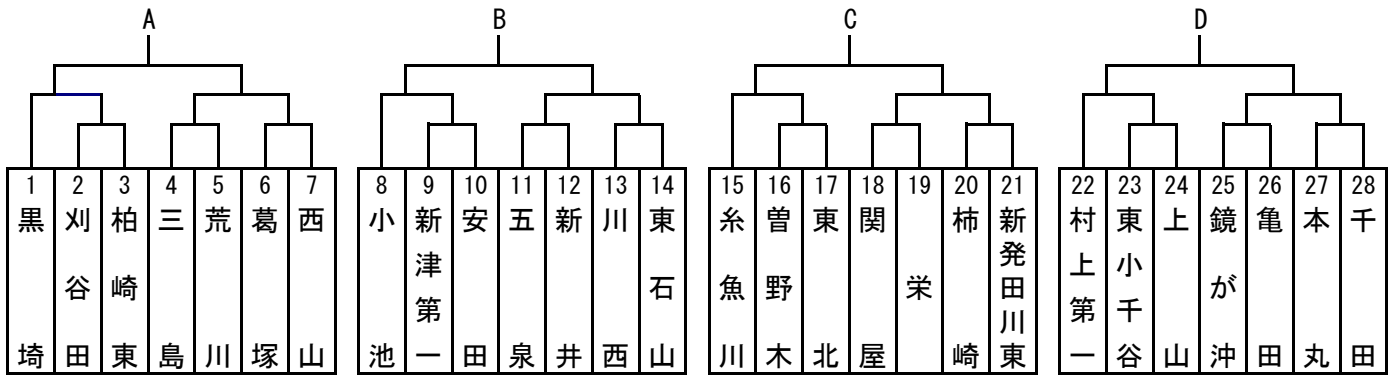 A B C D
1 黒埼
2 刈谷田
3 柏崎東
4 三島
5 荒川
6 葛塚
7 西山
8 小池
9 新津第一
10 安田
11 五泉
12 新井
13 川西
14 東石山
15 糸魚川
16 曽野木
17 東北
18 関屋
19 栄
20 柿崎
21 新発田川東
22 村上第一
23 東小千谷
24 上山
25 鏡が沖
26 亀田
27 本丸
28 千田